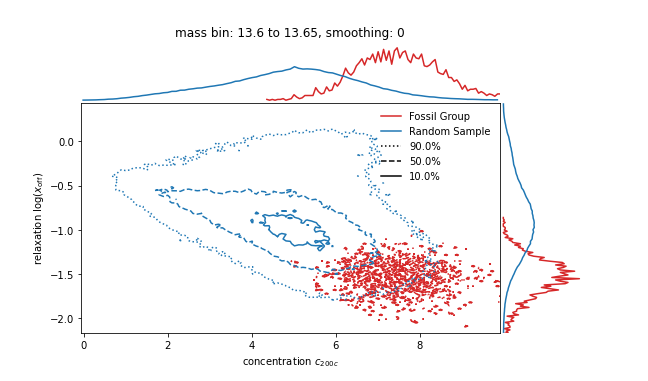 mass bin: 13.6 to 13.65, smoothing: 0
Fossil Group
Random Sample
90.0%
50.0%
10.0%
relaxation log(x_off)
0.0
−0.5
−1.0
−1.5
−2.0
0 2 4 6 8
concentration c_200c